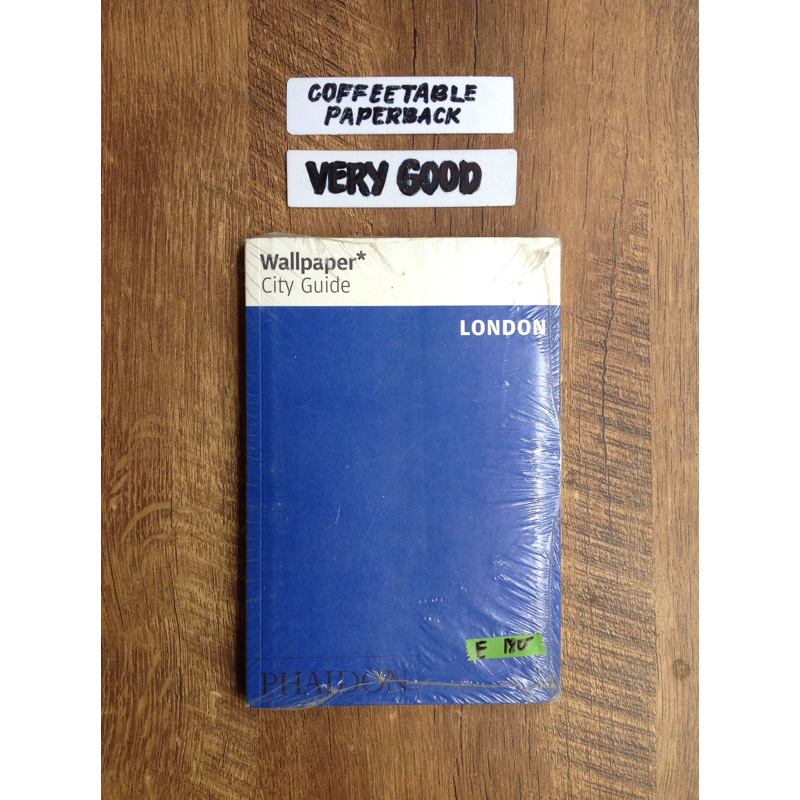 COFFEETABLE
PAPERBACK
VERY GOOD
Wallpaper*
City Guide
LONDON
E
PHAIDON